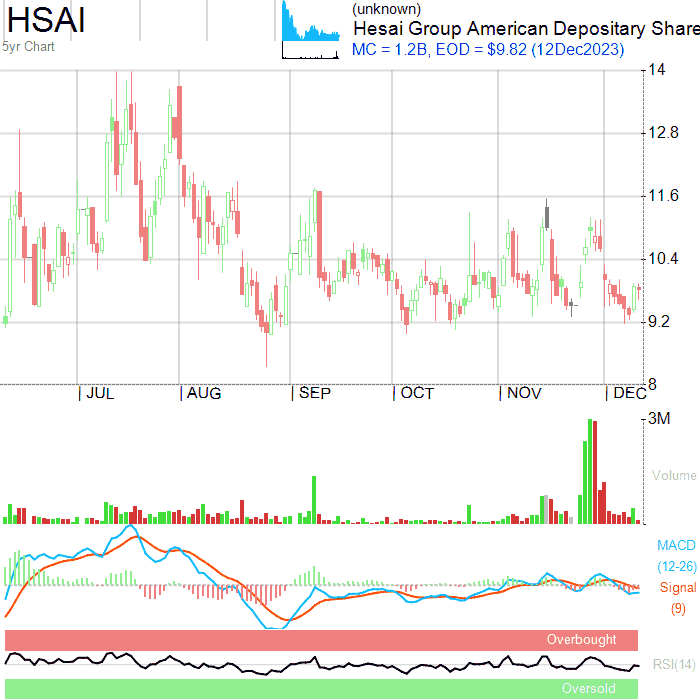 HSAI
5yr Chart
(unknown)
Hesai Group American Depositary Share
MC = 1.2B, EOD = $9.82 (12Dec2023)
14
12.8
11.6
10.4
9.2
8
JUL AUG SEP OCT NOV DEC
3M
Volume
MACD
(12-26)
Signal
(9)
Overbought
RSI(14)
Oversold